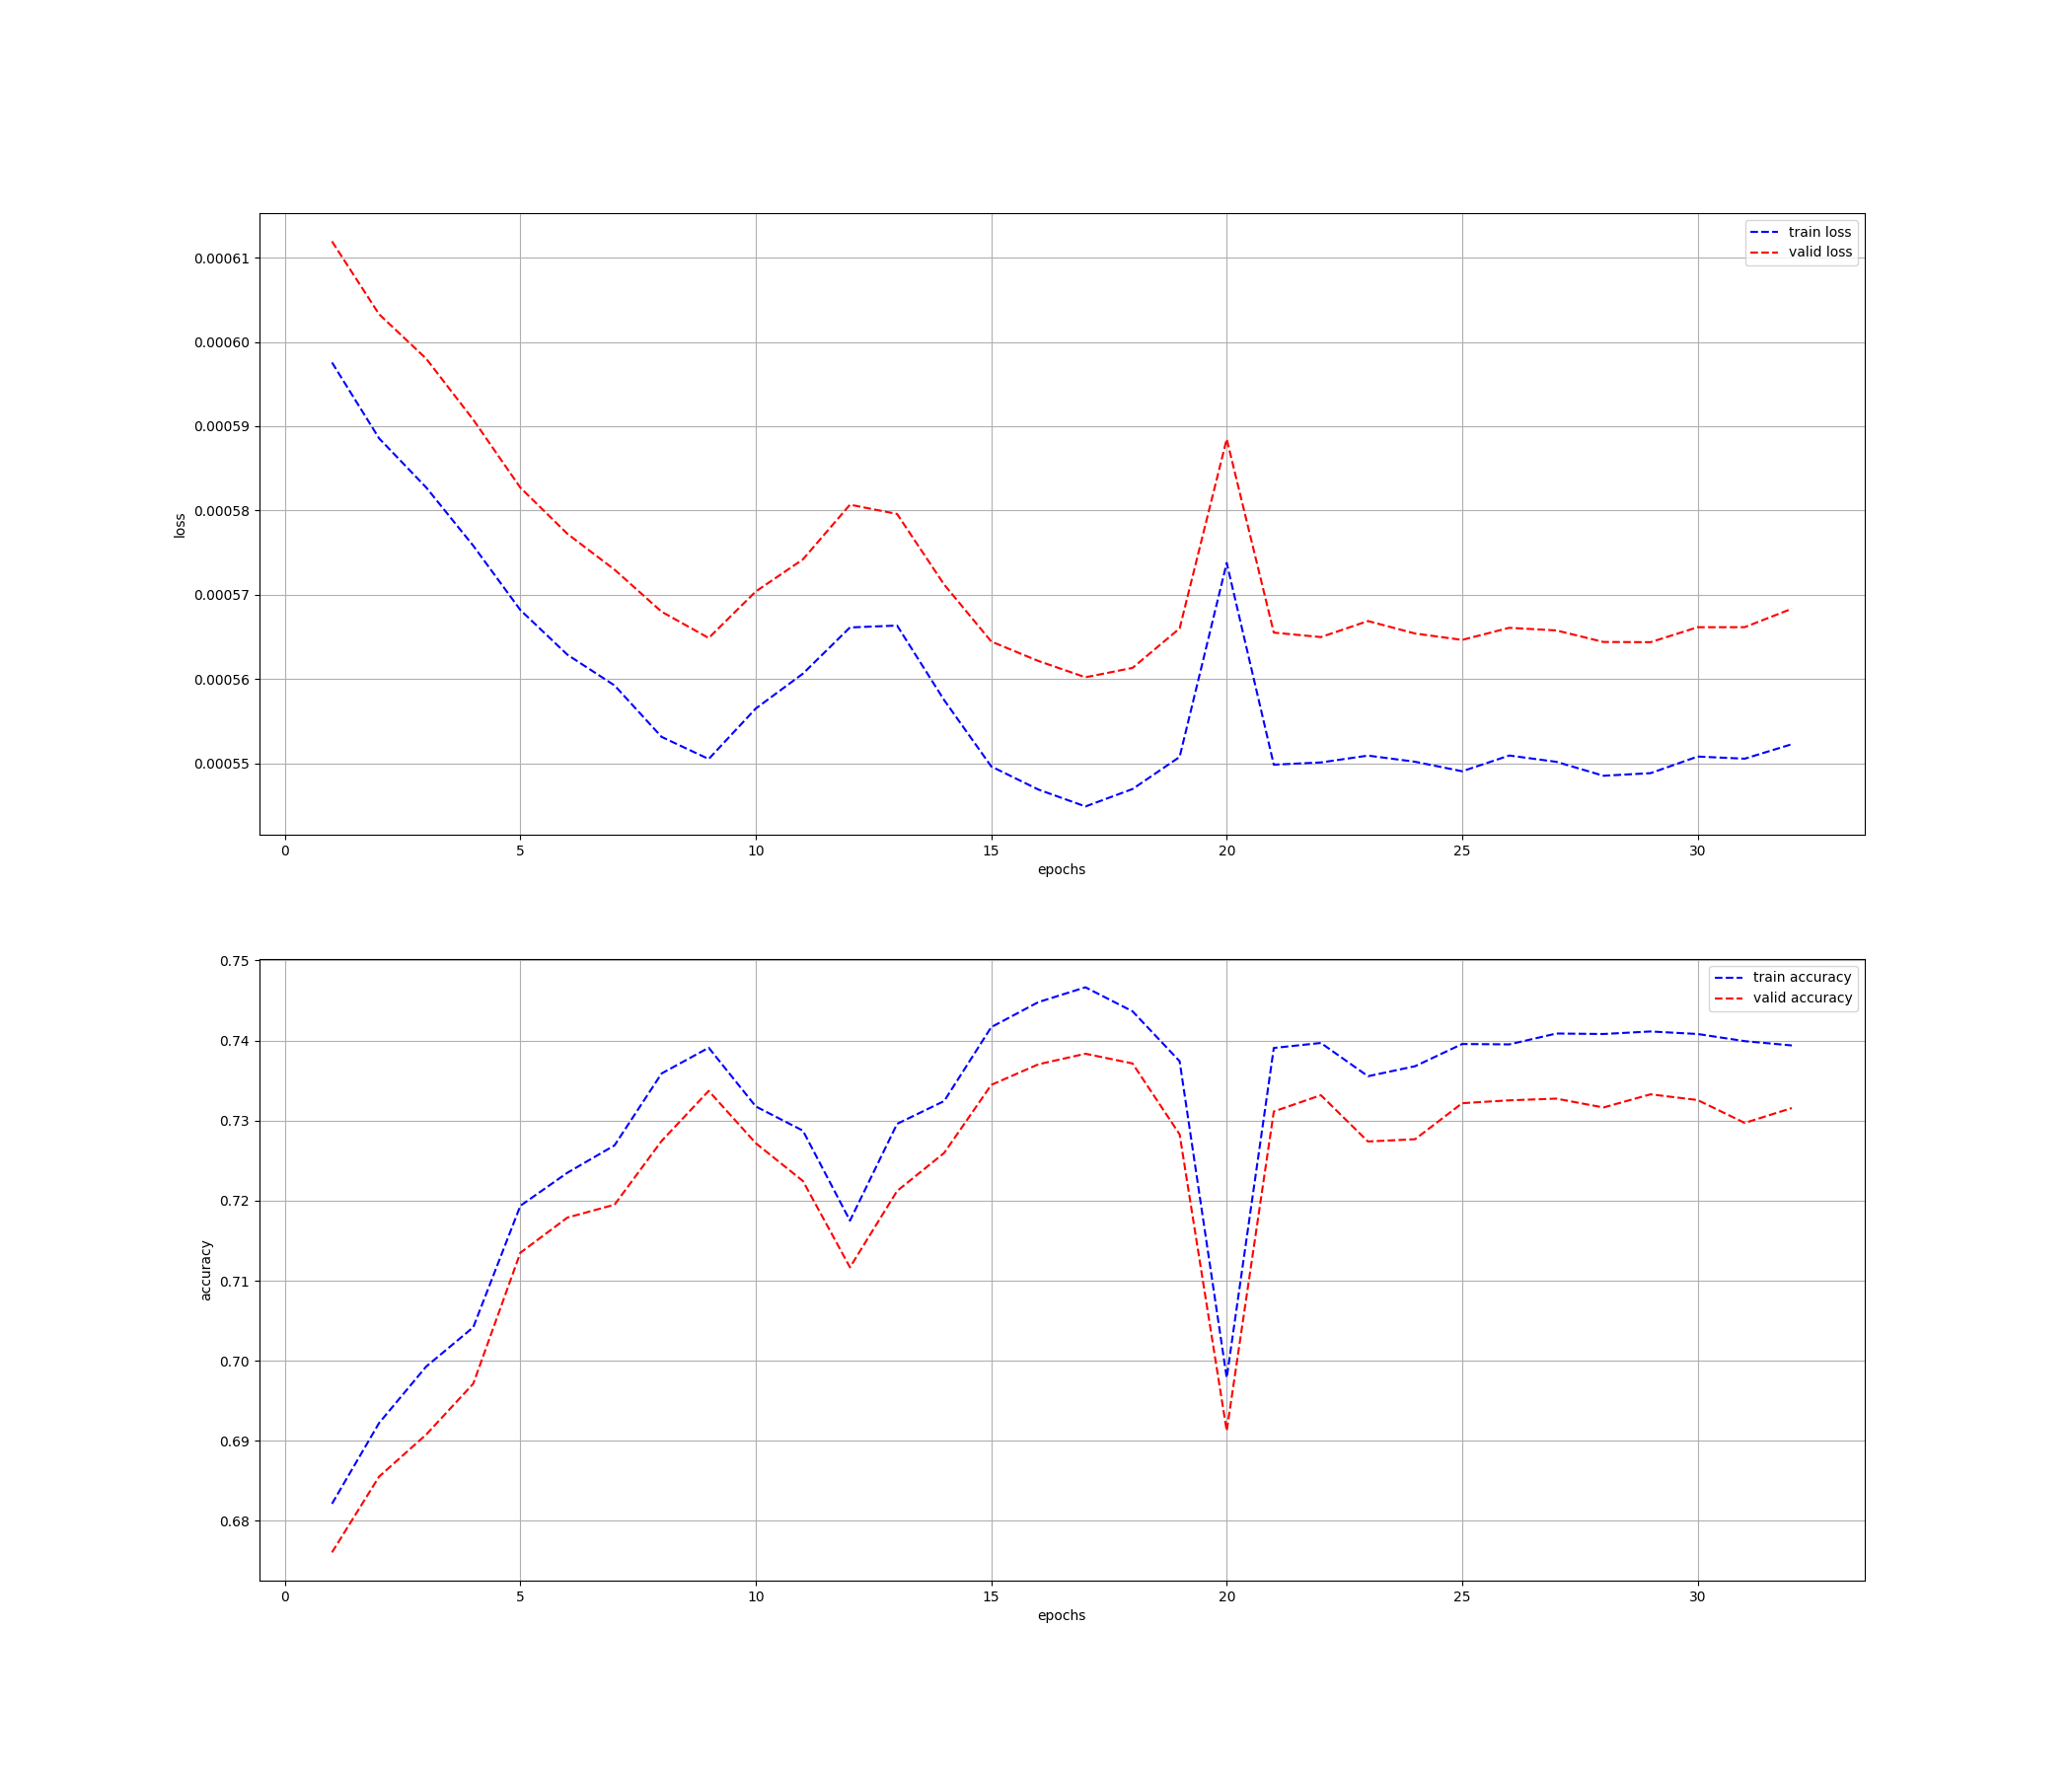 train loss
valid loss
0.00061
0.00060
0.00059
0.00058
0.00057
0.00056
0.00055
loss
0 5 10 15 20 25 30
epochs
train accuracy
valid accuracy
0.75
0.74
0.73
0.72
0.71
0.70
0.69
0.68
accuracy
0 5 10 15 20 25 30
epochs